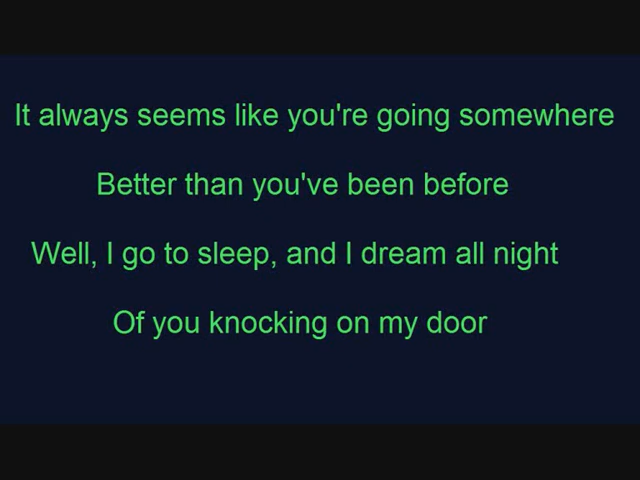 It always seems like you're going somewhere
Better than you've been before
Well, I go to sleep, and I dream all night
Of you knocking on my door